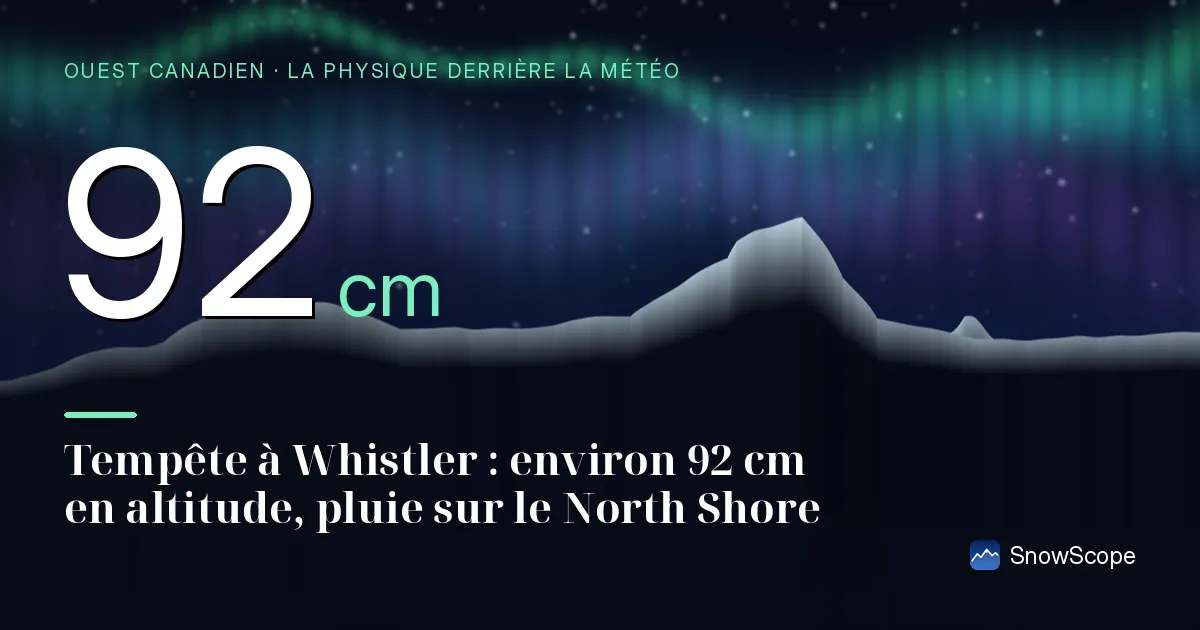 OUEST CANADIEN · LA PHYSIQUE DERRIÈRE LA MÉTÉO
92 cm
Tempête à Whistler : environ 92 cm
en altitude, pluie sur le North Shore
SnowScope